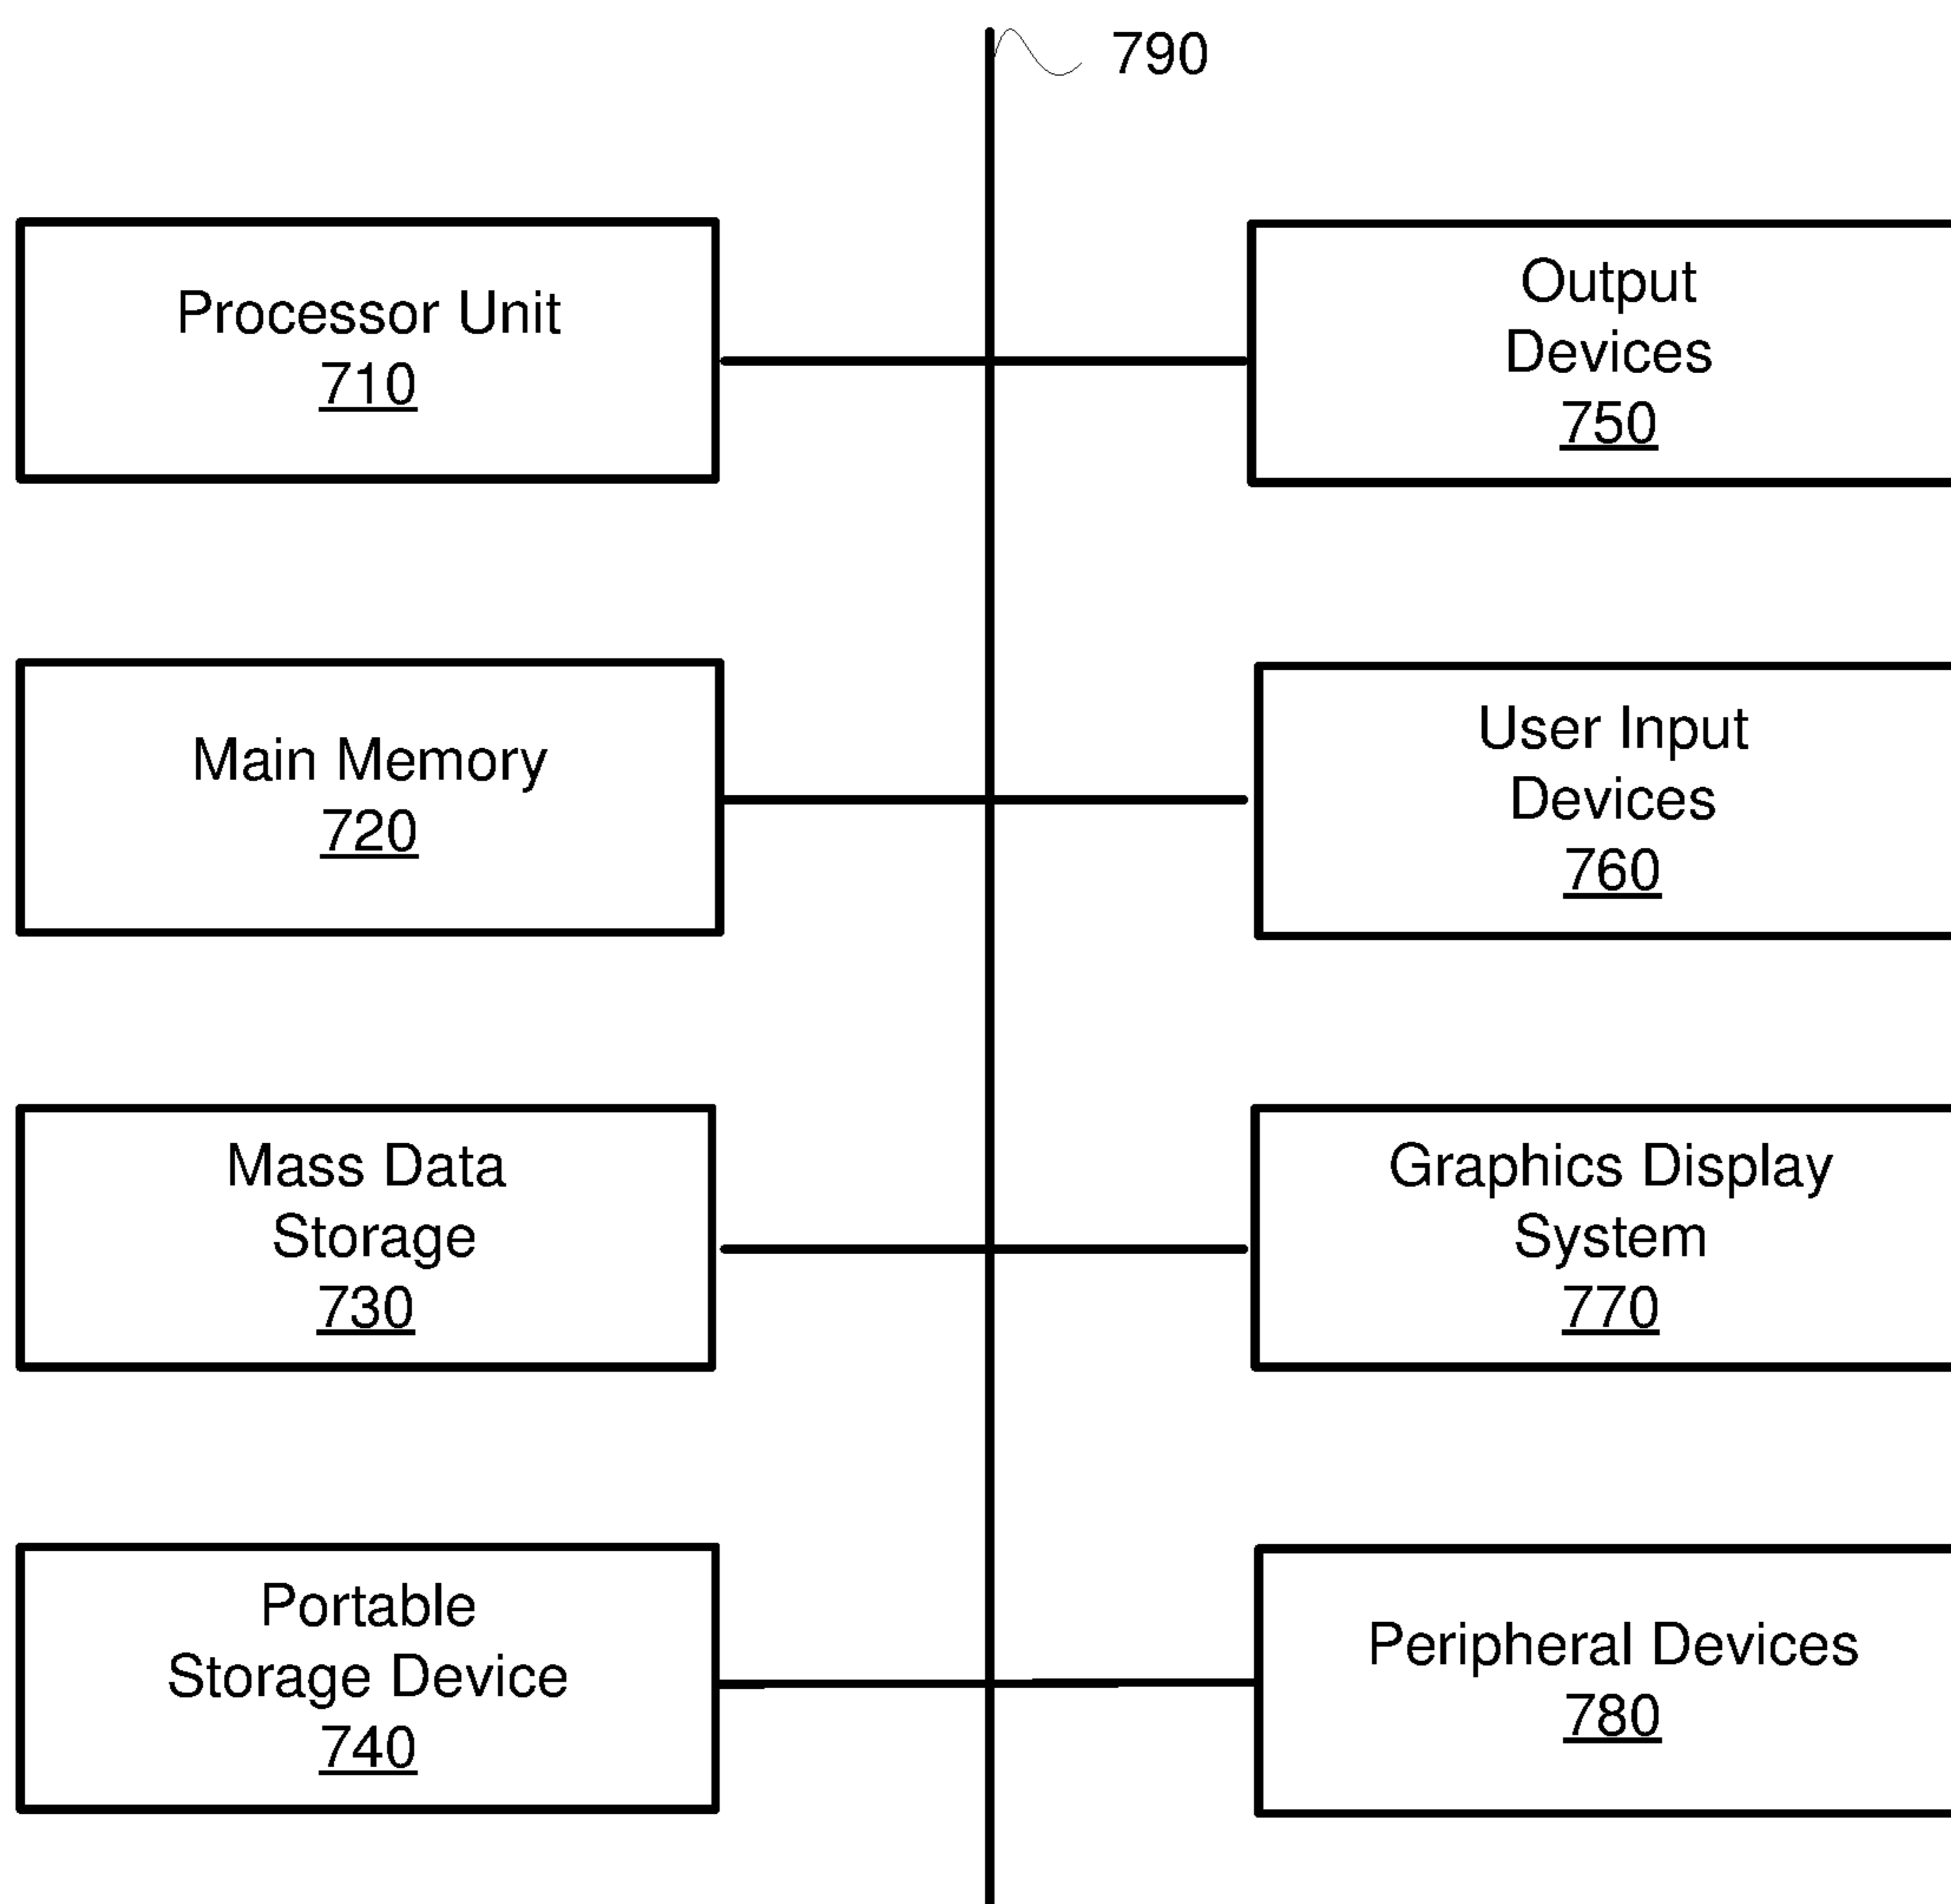 790
Processor Unit
710
Output
Devices
750
Main Memory
720
User Input
Devices
760
Mass Data
Storage
730
Graphics Display
System
770
Portable
Storage Device
740
Peripheral Devices
780